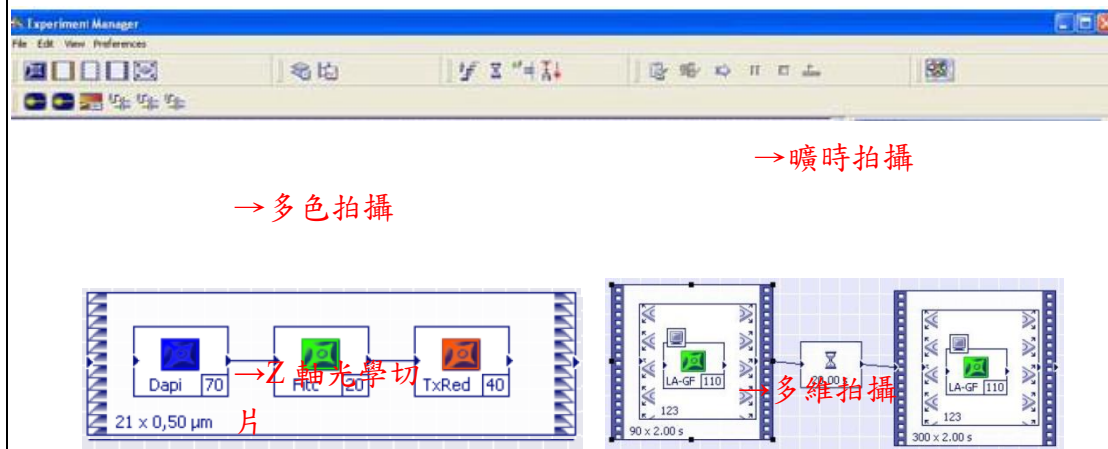 Experiment Manager
File Edit View Preferences
→曠時拍攝
→多色拍攝
Dapi 70
Fitc 20
TxRed 40
→Z 軸光學切
片
21 x 0,50 µm
LA-GF 110
123
90 x 2.00 s
→多維拍攝
LA-GF 110
123
300 x 2.00 s